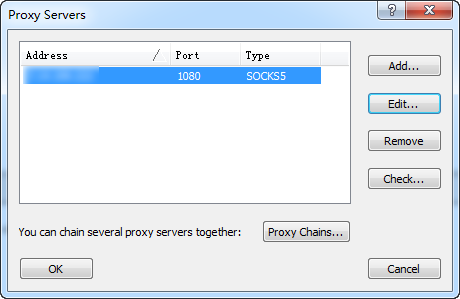 Proxy Servers
Address / Port Type
1080 SOCKS5
Add...
Edit...
Remove
Check...
You can chain several proxy servers together: Proxy Chains...
OK Cancel